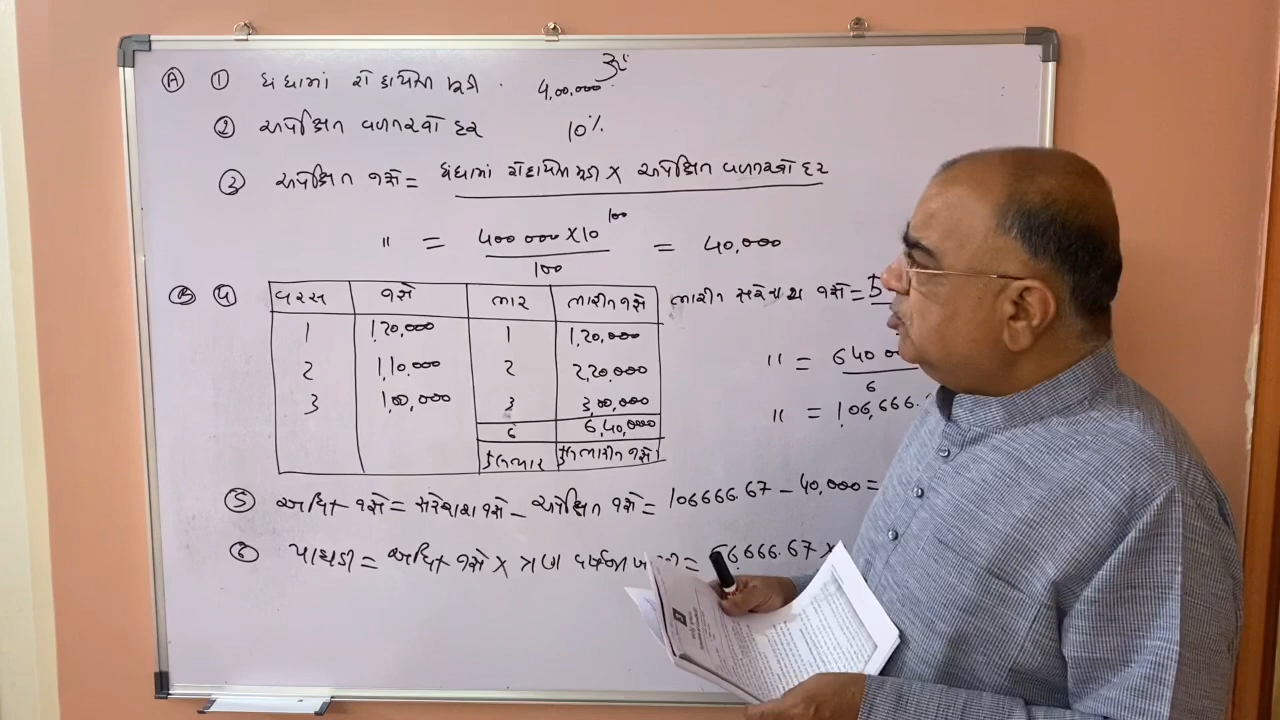 Ⓐ ① ધંધામાં રોકાયેલી મૂડી 4,00,000
② અપેક્ષિત વળતરનો દર 10%
③ અપેક્ષિત નફો = ધંધામાં રોકાયેલ મૂડી × અપેક્ષિત વળતરનો દર
100
" = 400 000 × 10 / 100 = 40,000
Ⓑ ④ વરસ નફો ભાર ભારીત નફો ભારીત સરેરાશ નફો =
1 1,20,000 1 1,20,000
2 1,10,000 2 2,20,000 " = 640 / 6
3 1,00,000 3 3,00,000 " = 1,06,666.
6 6,40,000
કુલભાર કુલભારીત નફો
⑤ અધિક નફો = સરેરાશ નફો - અપેક્ષિત નફો = 106666.67 - 40,000 =
⑥ પાઘડી = અધિક નફો × ત્રણ વર્ષની = 66,666.67 ×